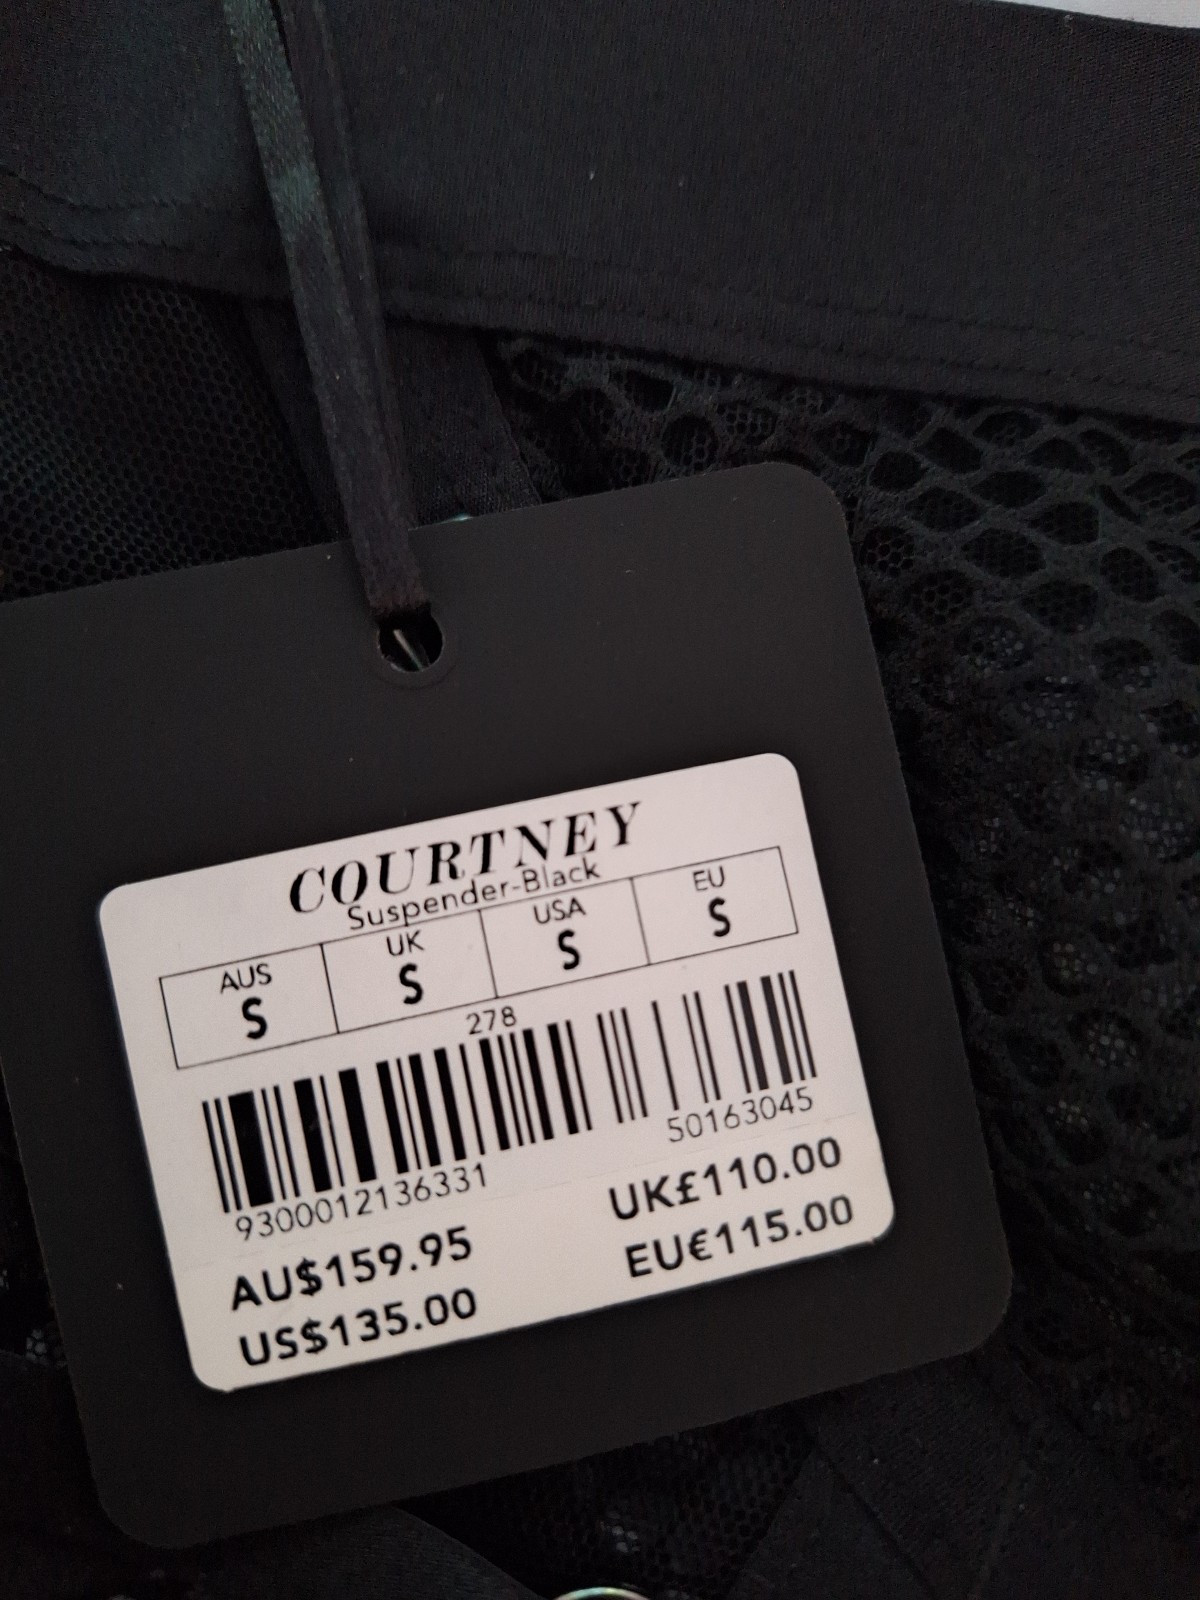 COURTNEY
Suspender-Black
AUS UK USA EU
S S S S
278
9300012136331 50163045
AU$159.95 UK£110.00
US$135.00 EU€115.00